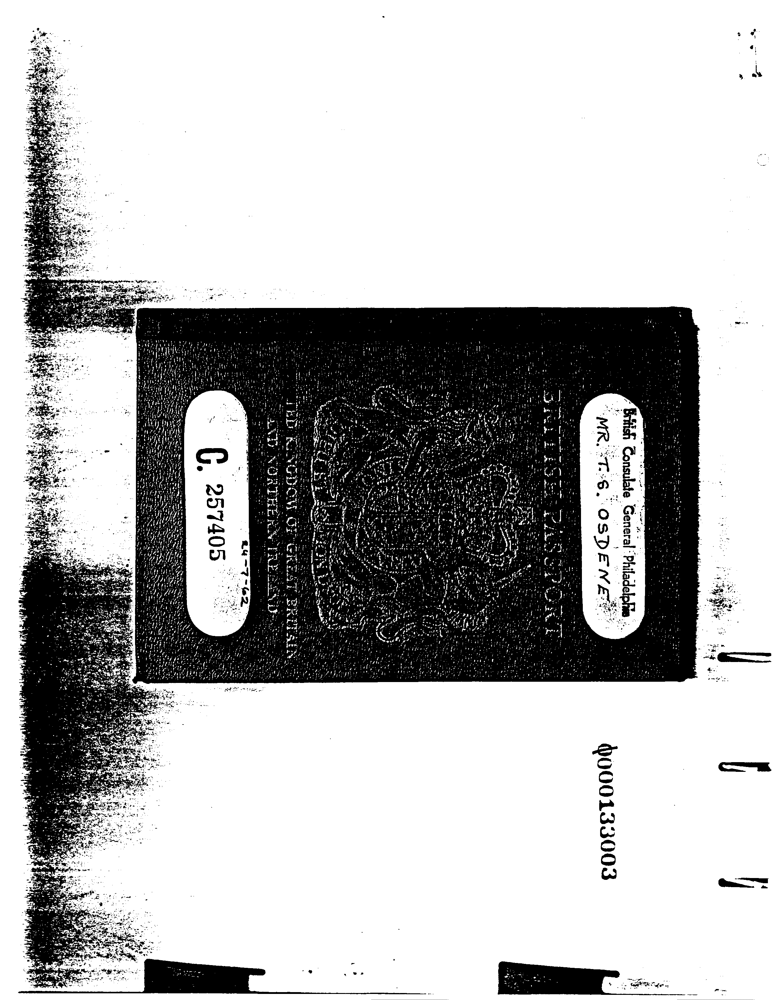 British Consulate General Philadelphia
MR. T. S. OSDENE
BRITISH PASSPORT
TED KINGDOM OF GREAT BRITAIN
AND NORTHERN IRELAND
24-7-62
C. 257405
0000133003